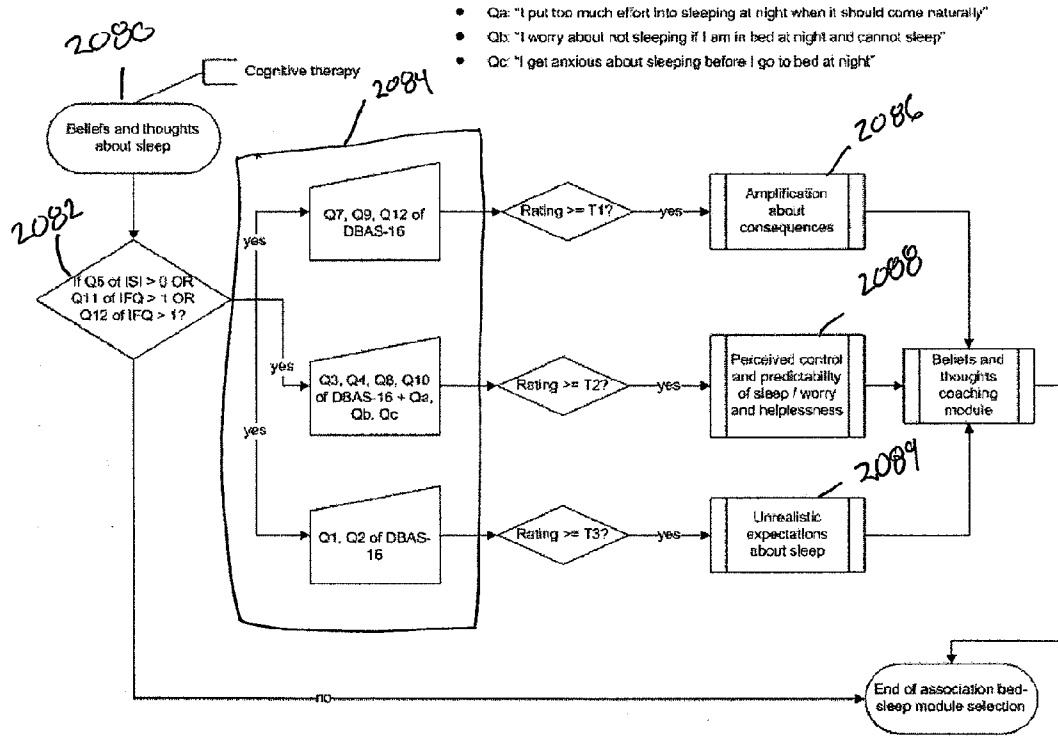 • Qa: "I put too much effort into sleeping at night when it should come naturally"
• Qb: "I worry about not sleeping if I am in bed at night and cannot sleep"
• Qc: "I get anxious about sleeping before I go to bed at night"
2080
Cognitive therapy
Beliefs and thoughts
about sleep
2084
2086
2082
If Q5 of ISI > 0 OR
Q11 of IFQ > 1 OR
Q12 of IFQ > 1?
yes
Q7, Q9, Q12 of
DBAS-16
Rating >= T1?
yes
Amplification
about
consequences
2088
yes
Q3, Q4, Q8, Q10
of DBAS-16 + Qa,
Qb, Qc
Rating >= T2?
yes
Perceived control
and predictability
of sleep / worry
and helplessness
Beliefs and
thoughts
coaching
module
yes
2089
Q1, Q2 of DBAS-
16
Rating >= T3?
yes
Unrealistic
expectations
about sleep
no
End of association bed-
sleep module selection